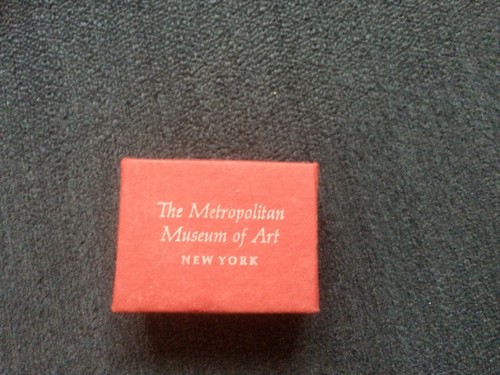 The Metropolitan
Museum of Art
NEW YORK